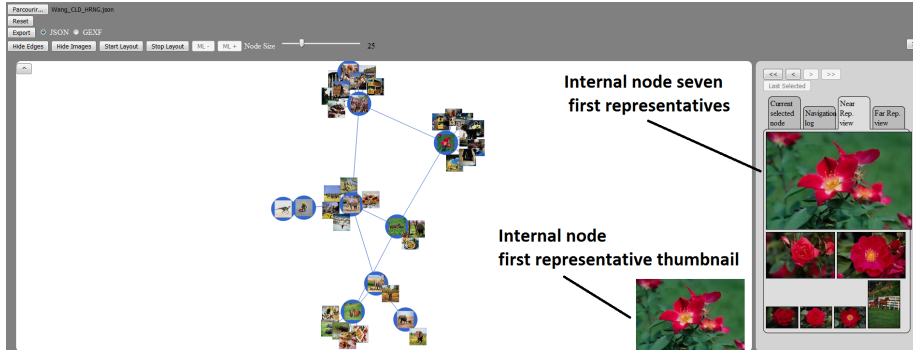 Parcourir... Wang_CLD_HRNG.json
Reset
Export JSON GEXF
Hide Edges Hide Images Start Layout Stop Layout ML - ML + Node Size 25
Internal node seven
first representatives
<< < > >>
Last Selected
Current
selected
node
Navigation
log
Near
Rep.
view
Far Rep.
view
Internal node
first representative thumbnail